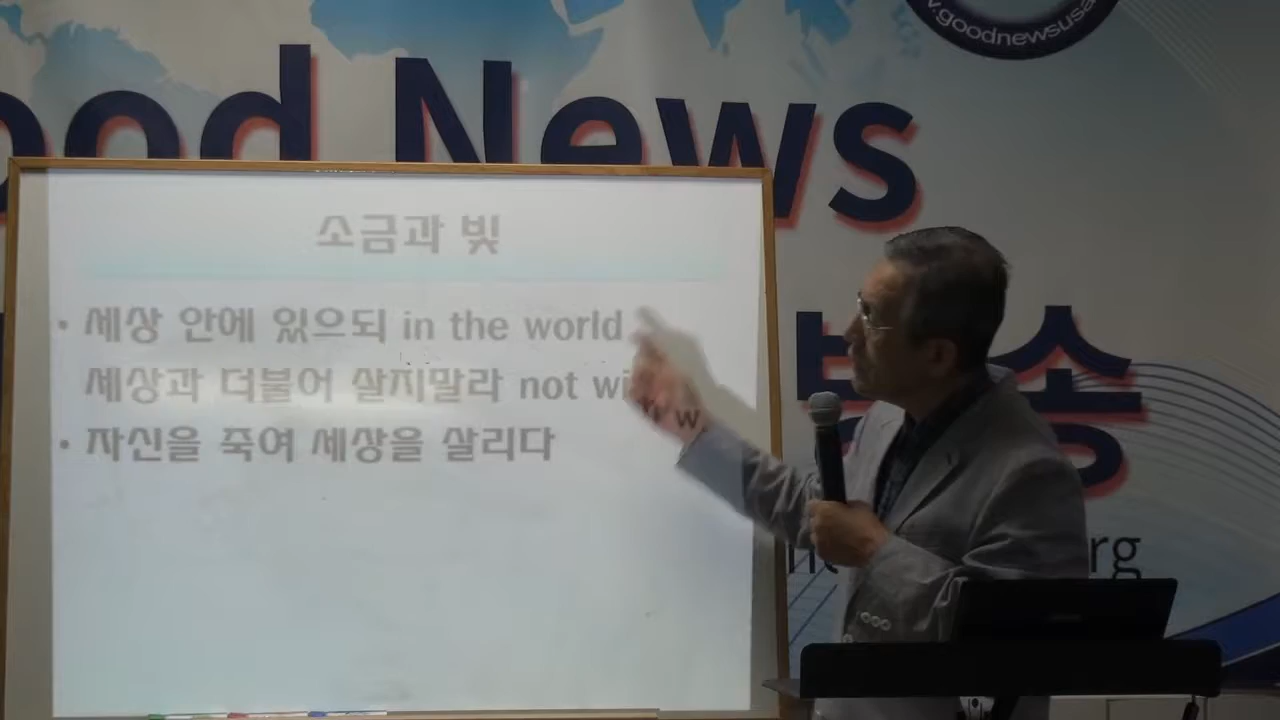 .goodnewsusa
ood News
방송
rg
소금과 빛
• 세상 안에 있으되 in the world
세상과 더불어 살지말라 not wi
• 자신을 죽여 세상을 살리다